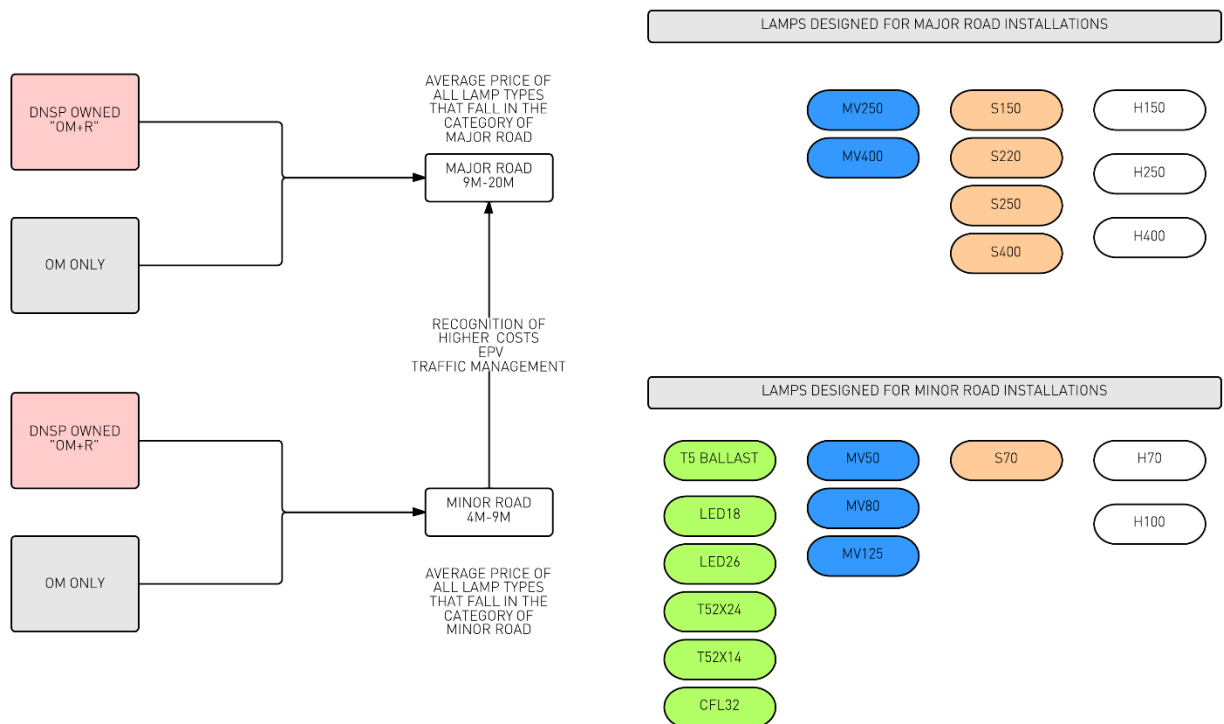 LAMPS DESIGNED FOR MAJOR ROAD INSTALLATIONS
DNSP OWNED
"OM+R"
OM ONLY
AVERAGE PRICE OF
ALL LAMP TYPES
THAT FALL IN THE
CATEGORY OF
MAJOR ROAD
MAJOR ROAD
9M-20M
MV250
MV400
S150
S220
S250
S400
H150
H250
H400
RECOGNITION OF
HIGHER COSTS
EPV
TRAFFIC MANAGEMENT
LAMPS DESIGNED FOR MINOR ROAD INSTALLATIONS
DNSP OWNED
"OM+R"
OM ONLY
MINOR ROAD
4M-9M
AVERAGE PRICE OF
ALL LAMP TYPES
THAT FALL IN THE
CATEGORY OF
MINOR ROAD
T5 BALLAST
LED18
LED26
T52X24
T52X14
CFL32
MV50
MV80
MV125
S70
H70
H100